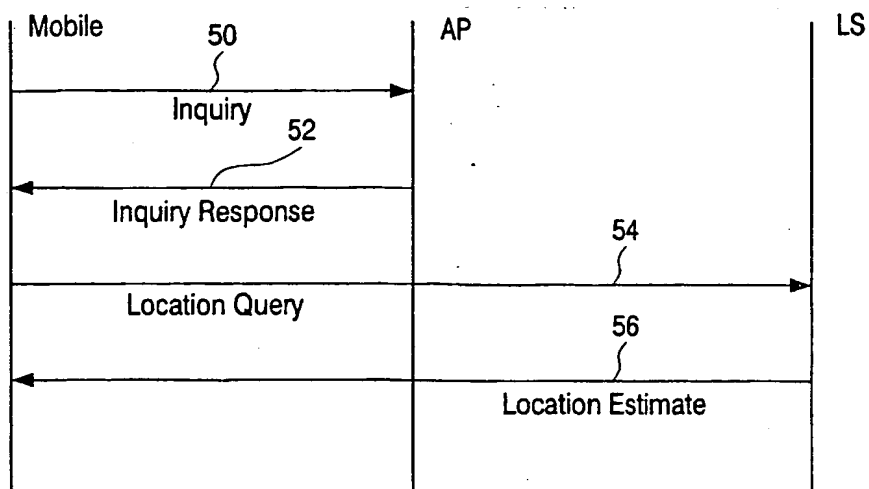 Mobile
AP
LS
50
Inquiry
52
Inquiry Response
54
Location Query
56
Location Estimate